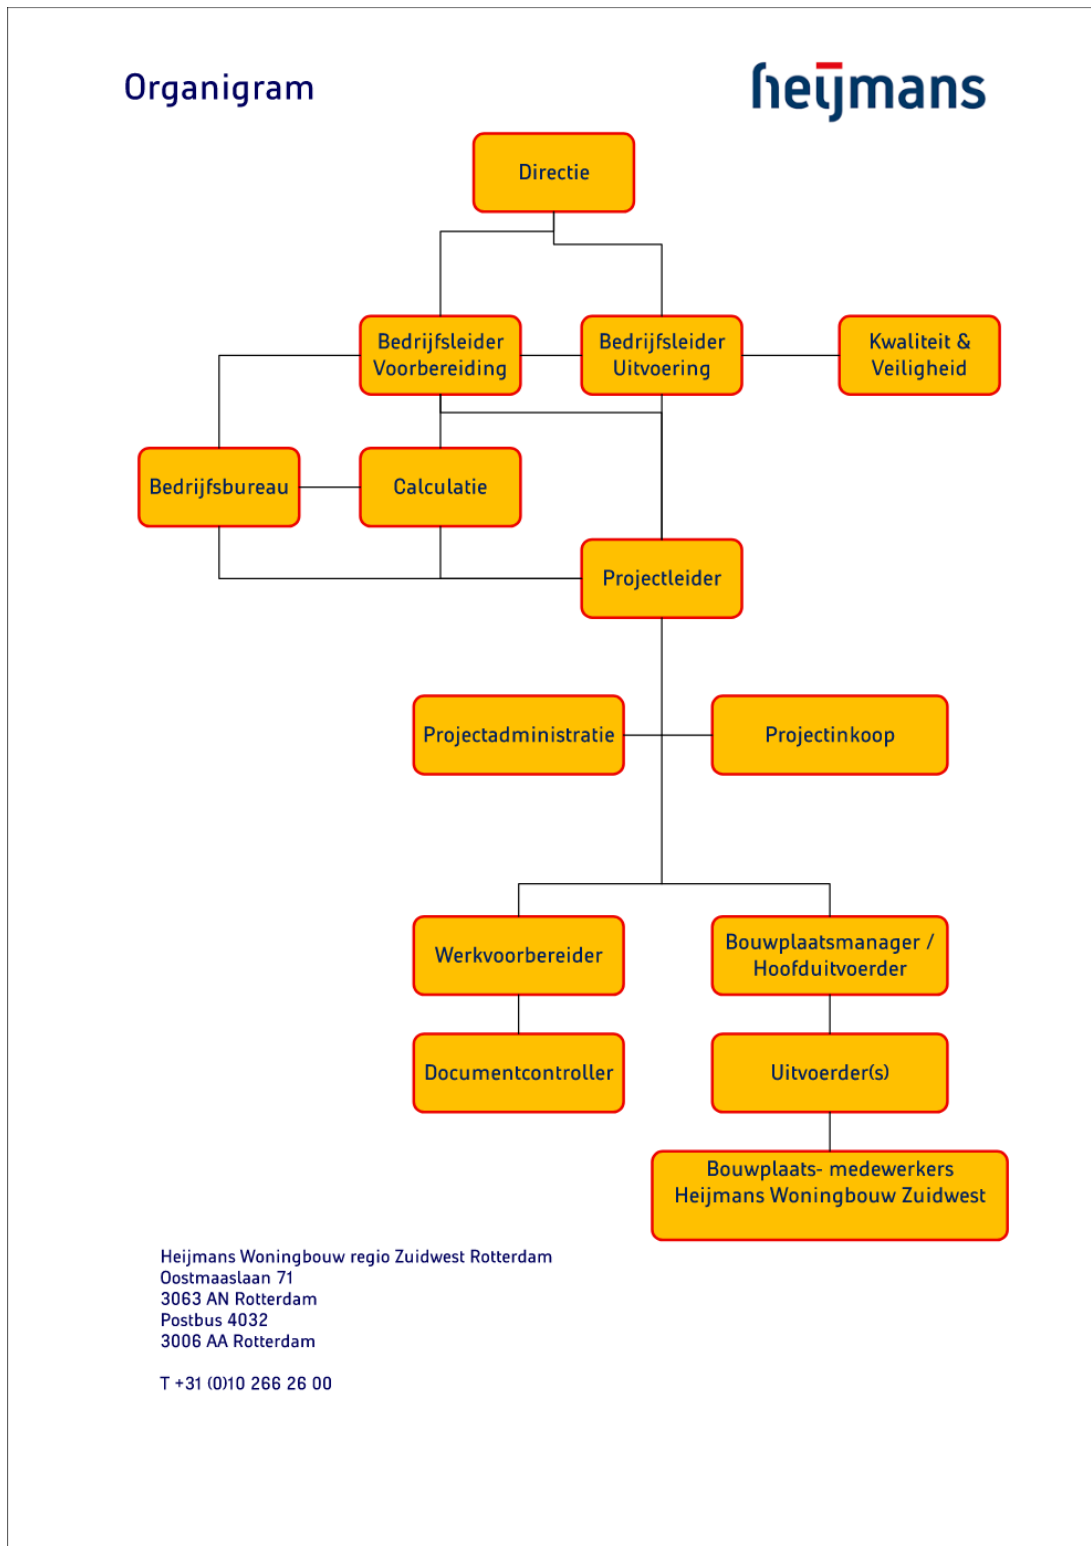 Organigram
heijmans
Directie
Bedrijfsleider
Voorbereiding
Bedrijfsleider
Uitvoering
Kwaliteit &
Veiligheid
Bedrijfsbureau
Calculatie
Projectleider
Projectadministratie
Projectinkoop
Werkvoorbereider
Bouwplaatsmanager /
Hoofduitvoerder
Documentcontroller
Uitvoerder(s)
Bouwplaats- medewerkers
Heijmans Woningbouw Zuidwest
Heijmans Woningbouw regio Zuidwest Rotterdam
Oostmaaslaan 71
3063 AN Rotterdam
Postbus 4032
3006 AA Rotterdam
T +31 (0)10 266 26 00